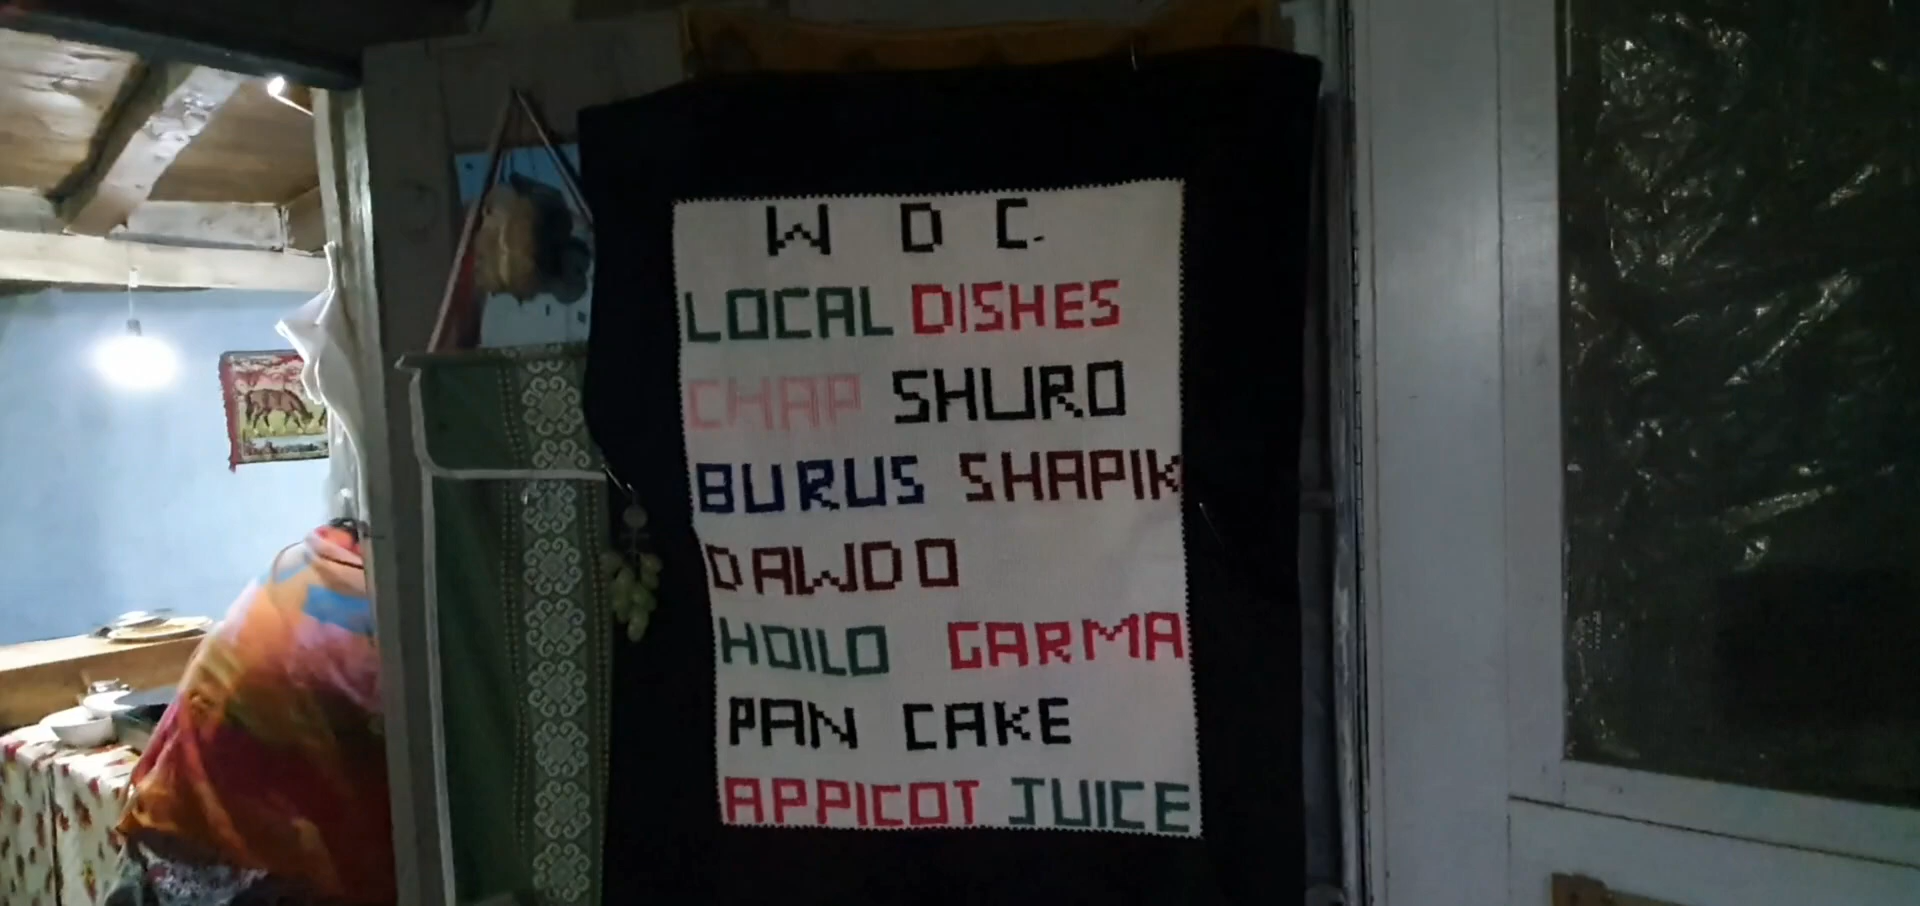 W D C.
LOCAL DISHES
CHAP SHURO
BURUS SHAPIK
DAWDO
HOILO GARMA
PAN CAKE
APPICOT JUICE